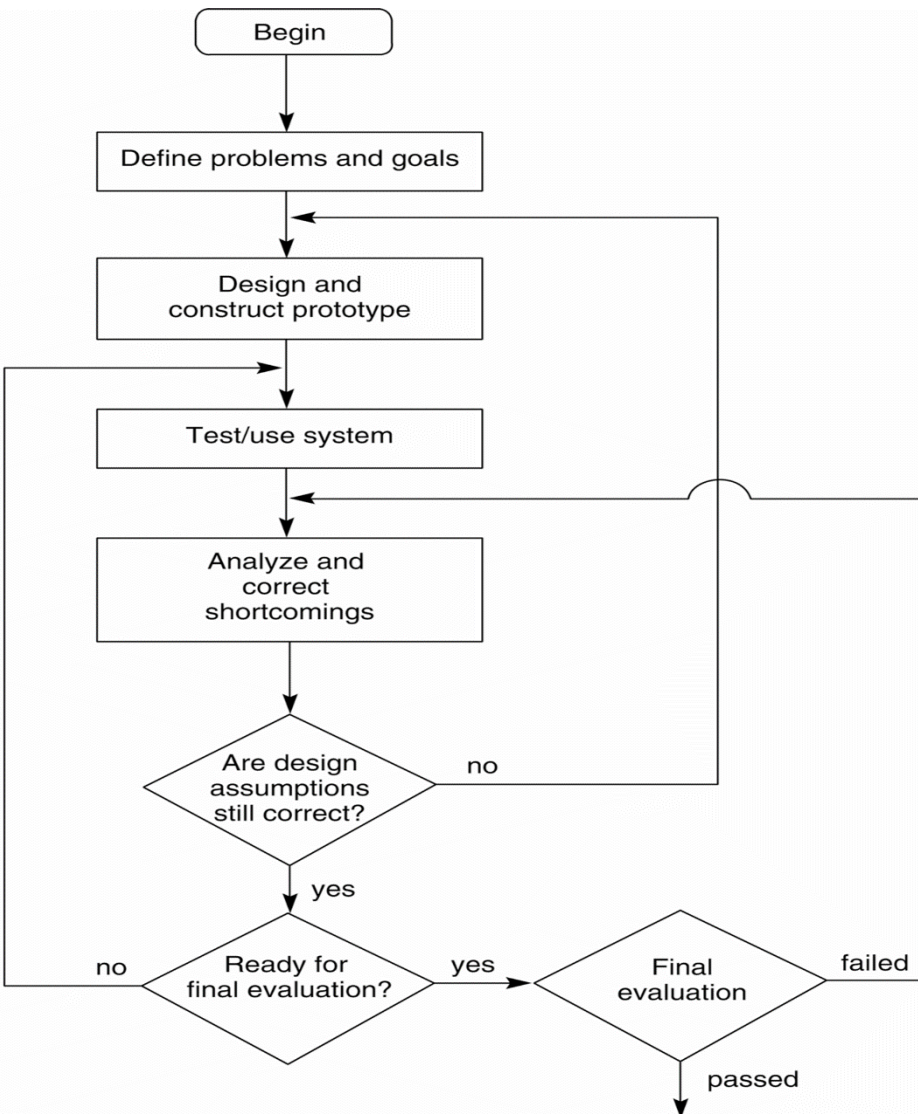 Begin
Define problems and goals
Design and
construct prototype
Test/use system
Analyze and
correct
shortcomings
Are design
assumptions
still correct?
no
yes
Ready for
final evaluation?
no
yes
Final
evaluation
failed
passed